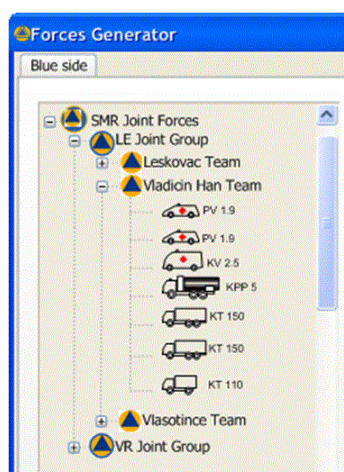 Forces Generator
Blue side
SMR Joint Forces
LE Joint Group
Leskovac Team
Vladicin Han Team
PV 1.9
PV 1.9
KV 2.5
KPP 5
KT 150
KT 150
KT 110
Vlasotince Team
VR Joint Group